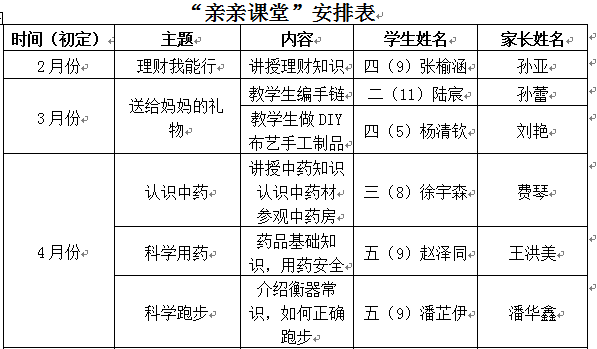 “亲亲课堂”安排表
时间（初定） 主题 内容 学生姓名 家长姓名
2月份 理财我能行 讲授理财知识 四（9）张榆涵 孙亚
3月份 送给妈妈的礼
物
教学生编手链 二（11）陆宸 孙蕾
教学生做DIY
布艺手工制品
四（5）杨清钦 刘艳
4月份 认识中药
讲授中药知识
认识中药材
参观中药房
三（8）徐宇森 费琴
科学用药
药品基础知
识，用药安全
五（9）赵泽同 王洪美
科学跑步
介绍衡器常
识，如何正确
跑步
五（9）潘芷伊 潘华鑫